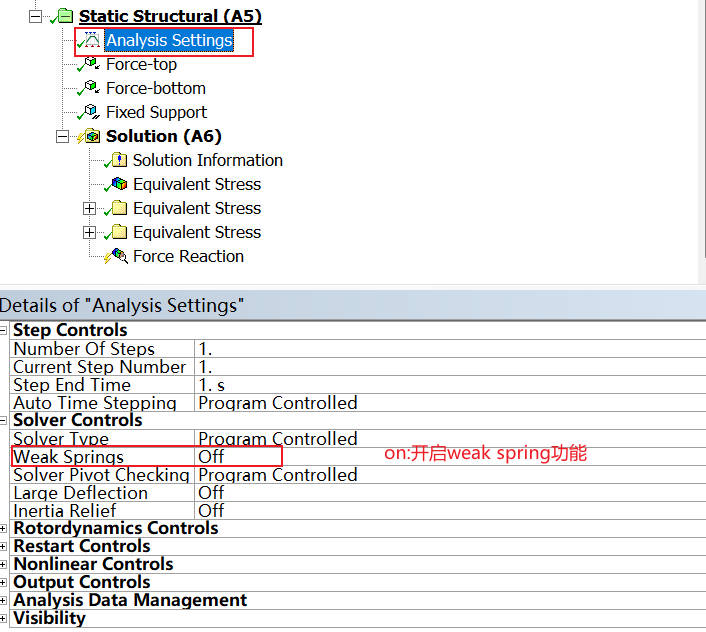 Static Structural (A5)
Analysis Settings
Force-top
Force-bottom
Fixed Support
Solution (A6)
Solution Information
Equivalent Stress
Equivalent Stress
Equivalent Stress
Force Reaction
Details of "Analysis Settings"
Step Controls
Number Of Steps 1.
Current Step Number 1.
Step End Time 1. s
Auto Time Stepping Program Controlled
Solver Controls
Solver Type Program Controlled
Weak Springs Off on:开启weak spring功能
Solver Pivot Checking Program Controlled
Large Deflection Off
Inertia Relief Off
Rotordynamics Controls
Restart Controls
Nonlinear Controls
Output Controls
Analysis Data Management
Visibility